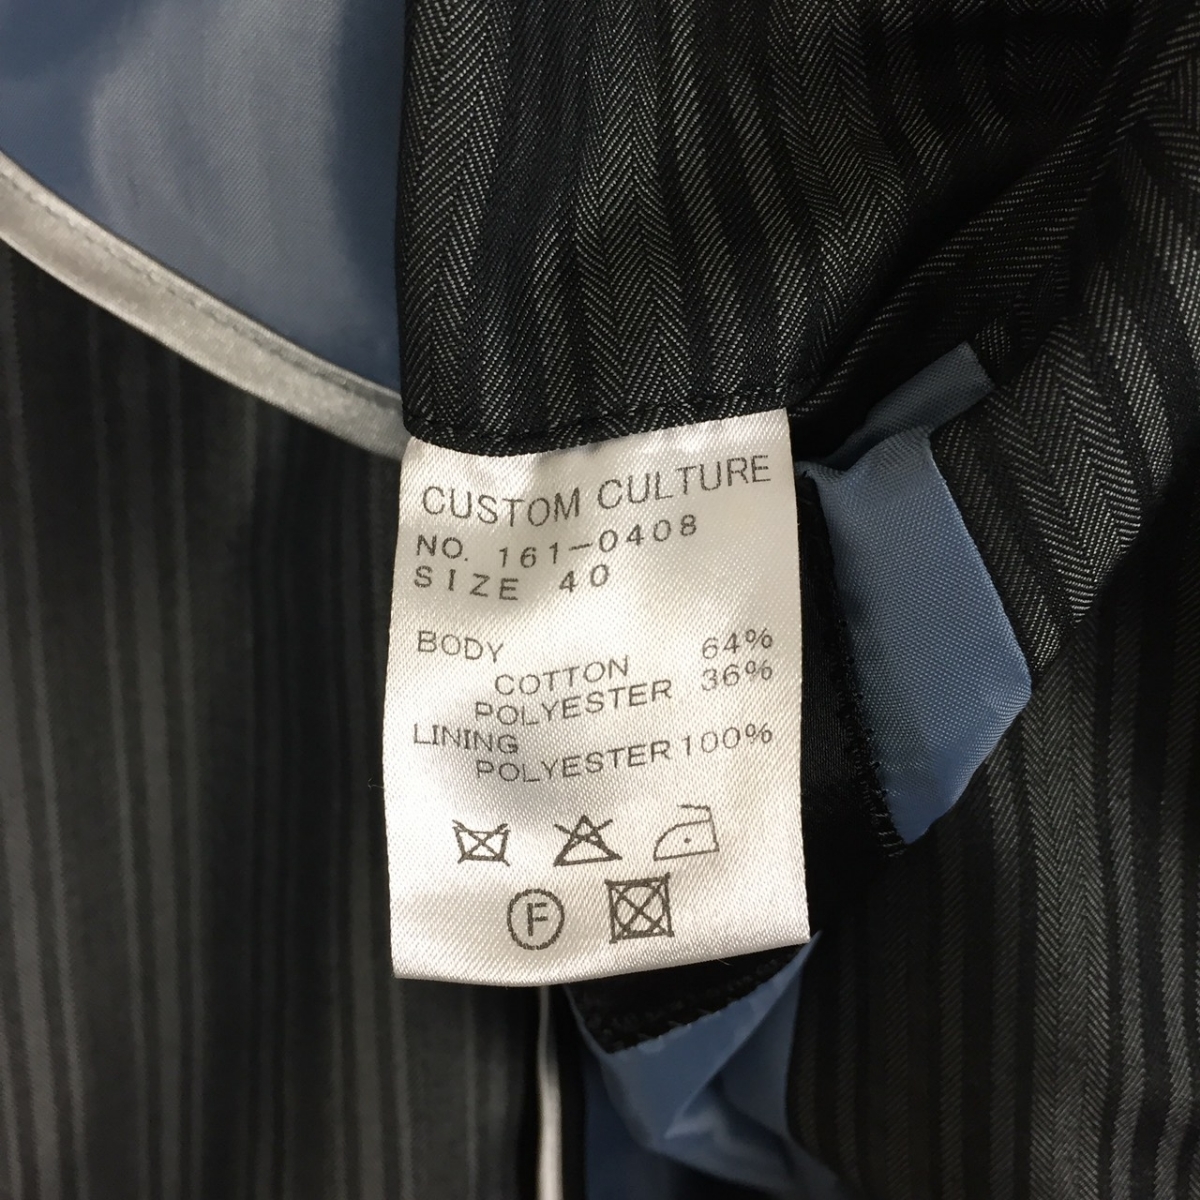 CUSTOM CULTURE
NO. 161-0408
SIZE 40
BODY
COTTON 64%
POLYESTER 36%
LINING
POLYESTER 100%
F